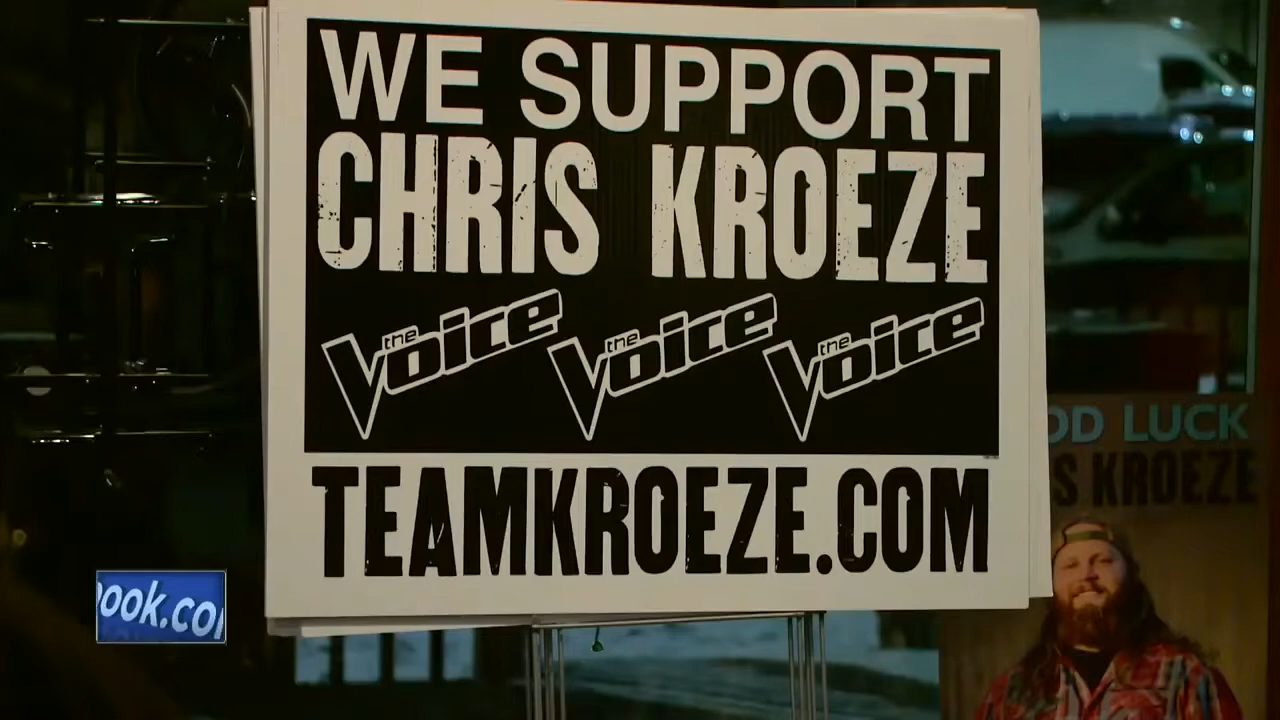 WE SUPPORT
CHRIS KROEZE
the Voice the Voice the Voice
TEAMKROEZE.COM
OD LUCK
S KROEZE
ook.co